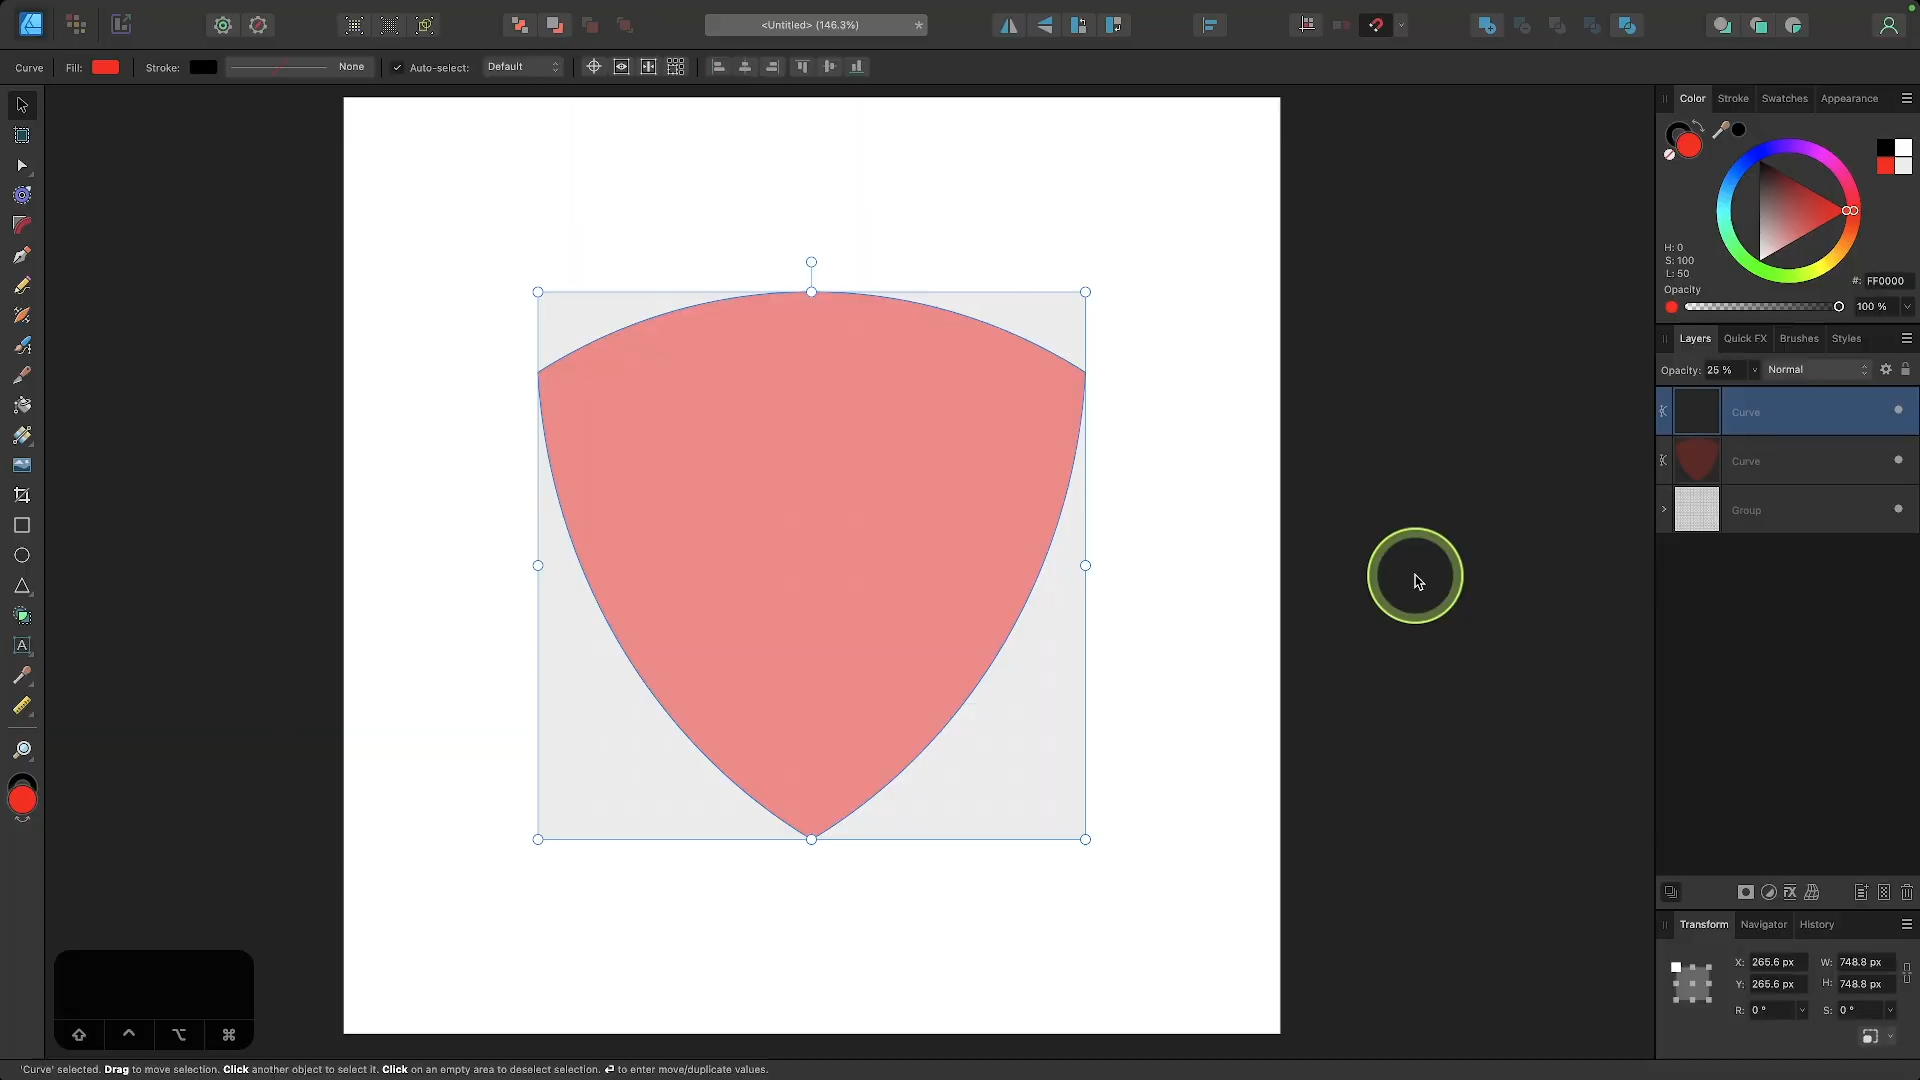 <Untitled> (146.3%)
*
Curve
Fill:
Stroke:
None
Auto-select:
Default
Color
Stroke
Swatches
Appearance
H: 0
S: 100
L: 50
#: FF0000
Opacity
100 %
Layers
Quick FX
Brushes
Styles
Opacity: 25 %
Normal
Curve
Curve
Group
Transform
Navigator
History
X: 265.6 px
W: 748.8 px
Y: 265.6 px
H: 748.8 px
R: 0 °
S: 0 °
'Curve' selected. Drag to move selection. Click another object to select it. Click on an empty area to deselect selection. ↵ to enter move/duplicate values.